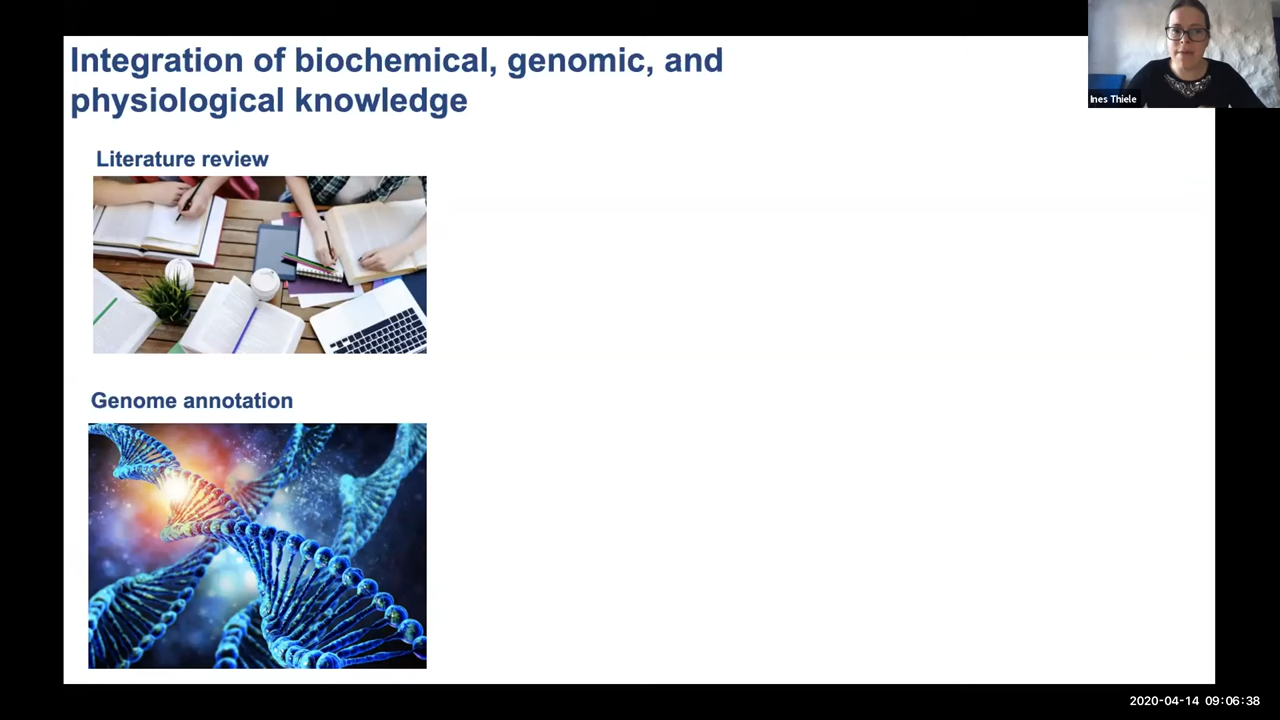 Integration of biochemical, genomic, and
physiological knowledge
Ines Thiele
Literature review
Genome annotation
2020-04-14 09:06:38